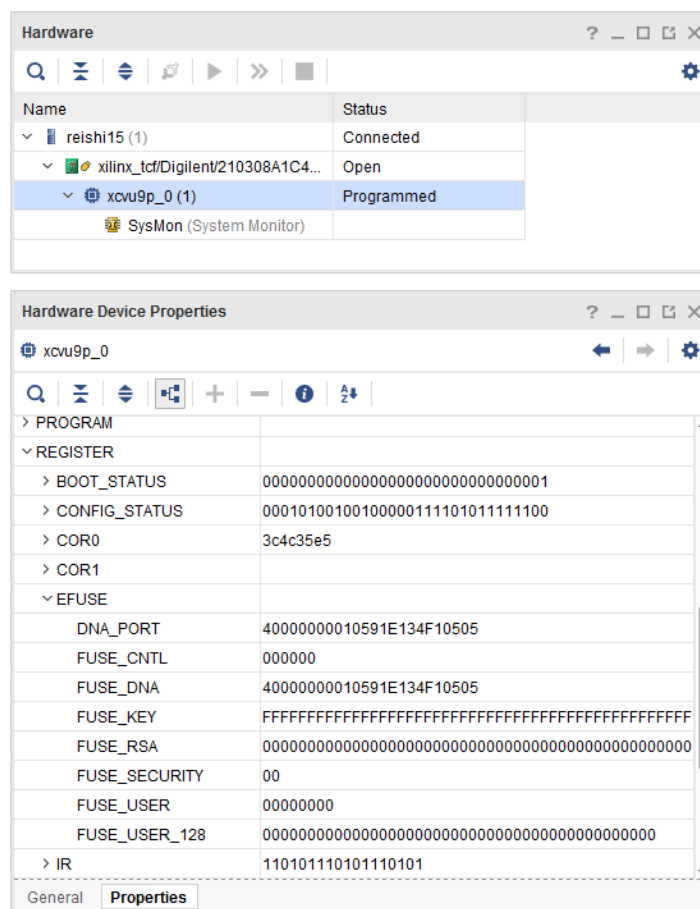 Hardware
Name Status
reishi15 (1) Connected
xilinx_tcf/Digilent/210308A1C4... Open
xcvu9p_0 (1) Programmed
SysMon (System Monitor)
Hardware Device Properties
xcvu9p_0
PROGRAM
REGISTER
BOOT_STATUS 00000000000000000000000000000001
CONFIG_STATUS 00010100100100000111101011111100
COR0 3c4c35e5
COR1
EFUSE
DNA_PORT 40000000010591E134F10505
FUSE_CNTL 000000
FUSE_DNA 40000000010591E134F10505
FUSE_KEY FFFFFFFFFFFFFFFFFFFFFFFFFFFFFFFFFFFFFFFFFFFFFFFFFF
FUSE_RSA 000000000000000000000000000000000000000000000000
FUSE_SECURITY 00
FUSE_USER 00000000
FUSE_USER_128 00000000000000000000000000000000000000000000
IR 110101110101110101
General Properties